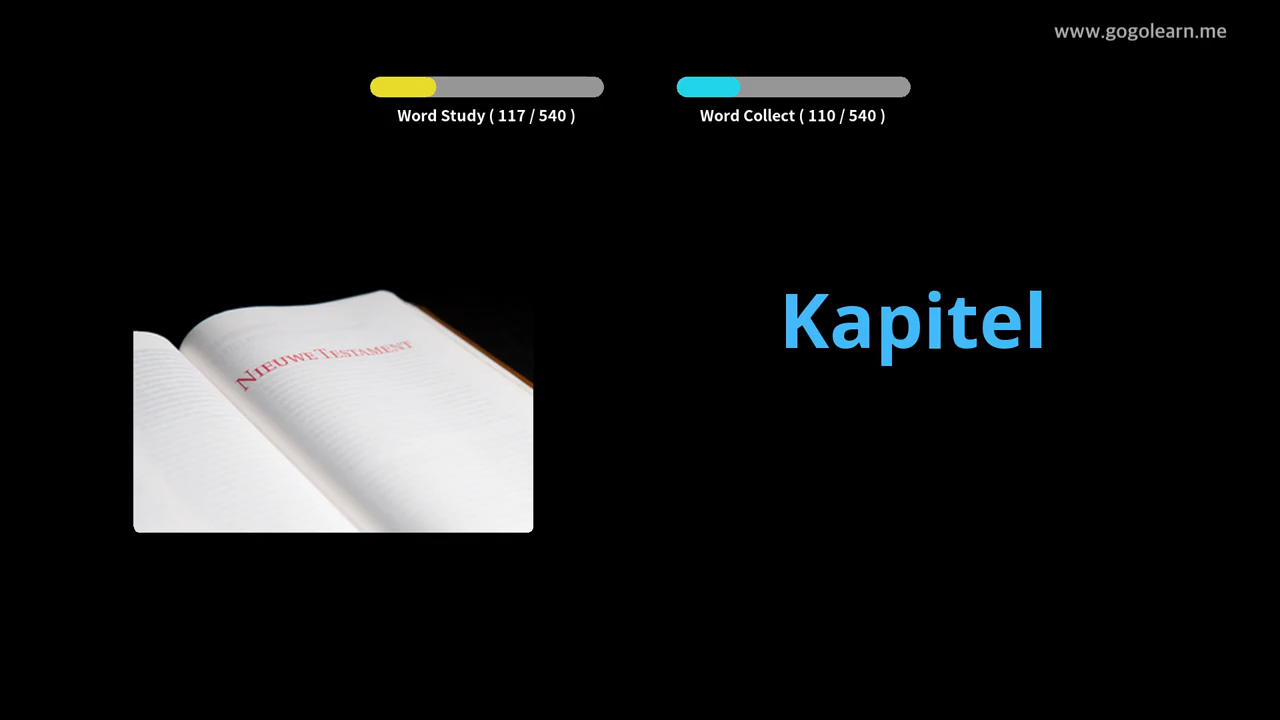 www.gogolearn.me
Word Study ( 117 / 540 )
Word Collect ( 110 / 540 )
NIEUWE TESTAMENT
Kapitel